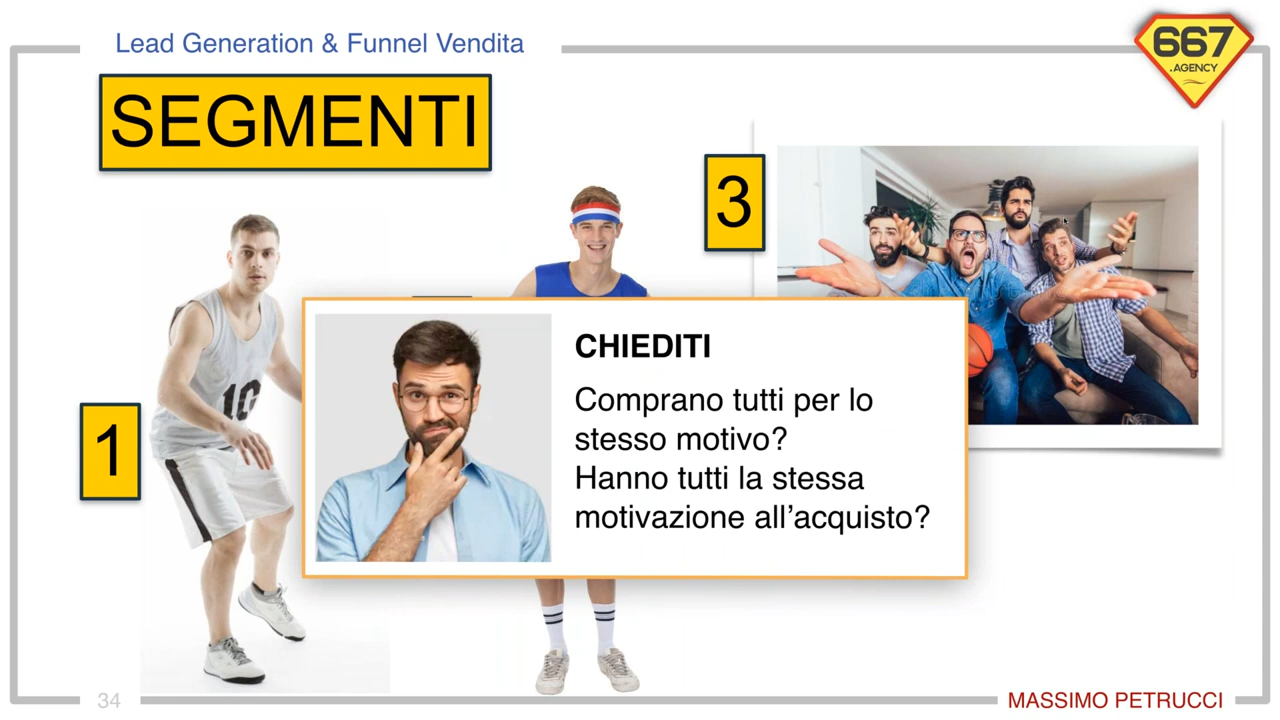 Lead Generation & Funnel Vendita
667
.AGENCY
SEGMENTI
3
1
10
CHIEDITI
Comprano tutti per lo
stesso motivo?
Hanno tutti la stessa
motivazione all’acquisto?
34
MASSIMO PETRUCCI